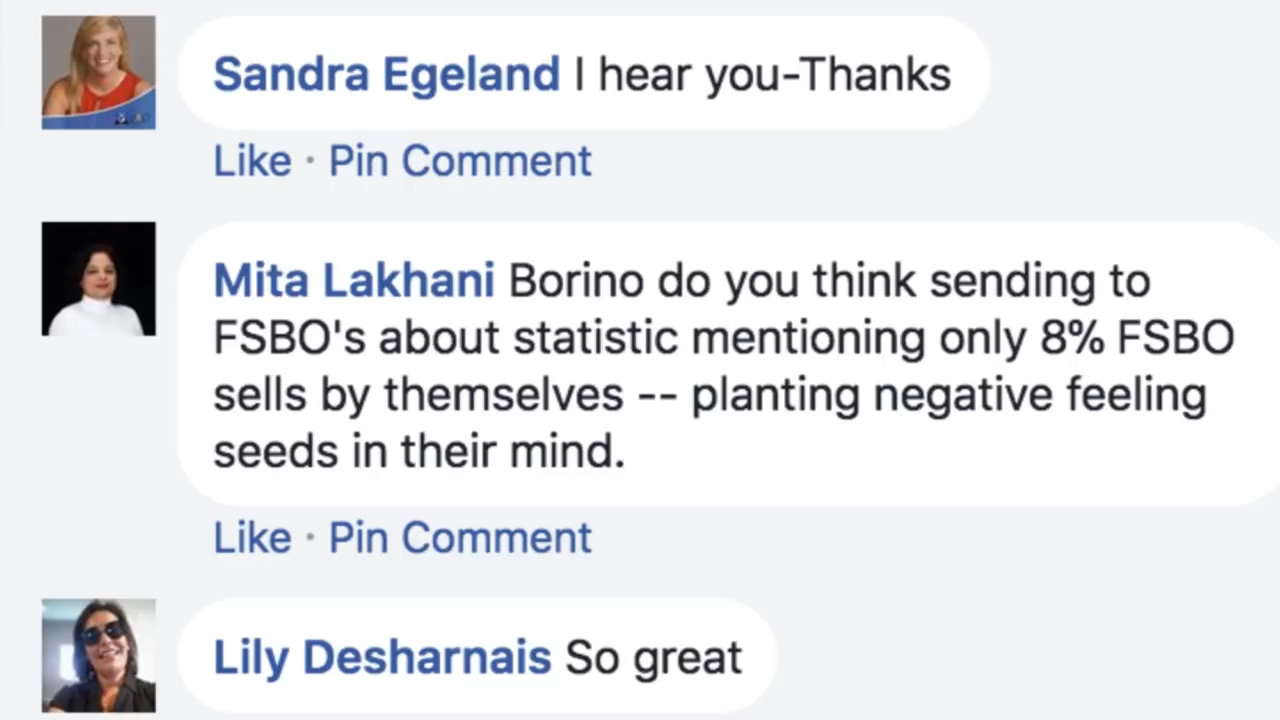 Sandra Egeland I hear you-Thanks
Like · Pin Comment
Mita Lakhani Borino do you think sending to
FSBO's about statistic mentioning only 8% FSBO
sells by themselves -- planting negative feeling
seeds in their mind.
Like · Pin Comment
Lily Desharnais So great